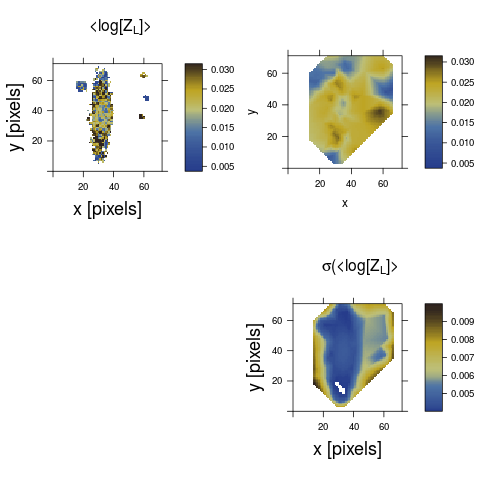 <log[Z_L]>
60
40
20
20 40 60
x [pixels]
y [pixels]
0.030
0.025
0.020
0.015
0.010
0.005
60
40
20
20 40 60
x
y
0.030
0.025
0.020
0.015
0.010
0.005
σ(<log[Z_L]>
60
40
20
20 40 60
x [pixels]
y [pixels]
0.009
0.008
0.007
0.006
0.005